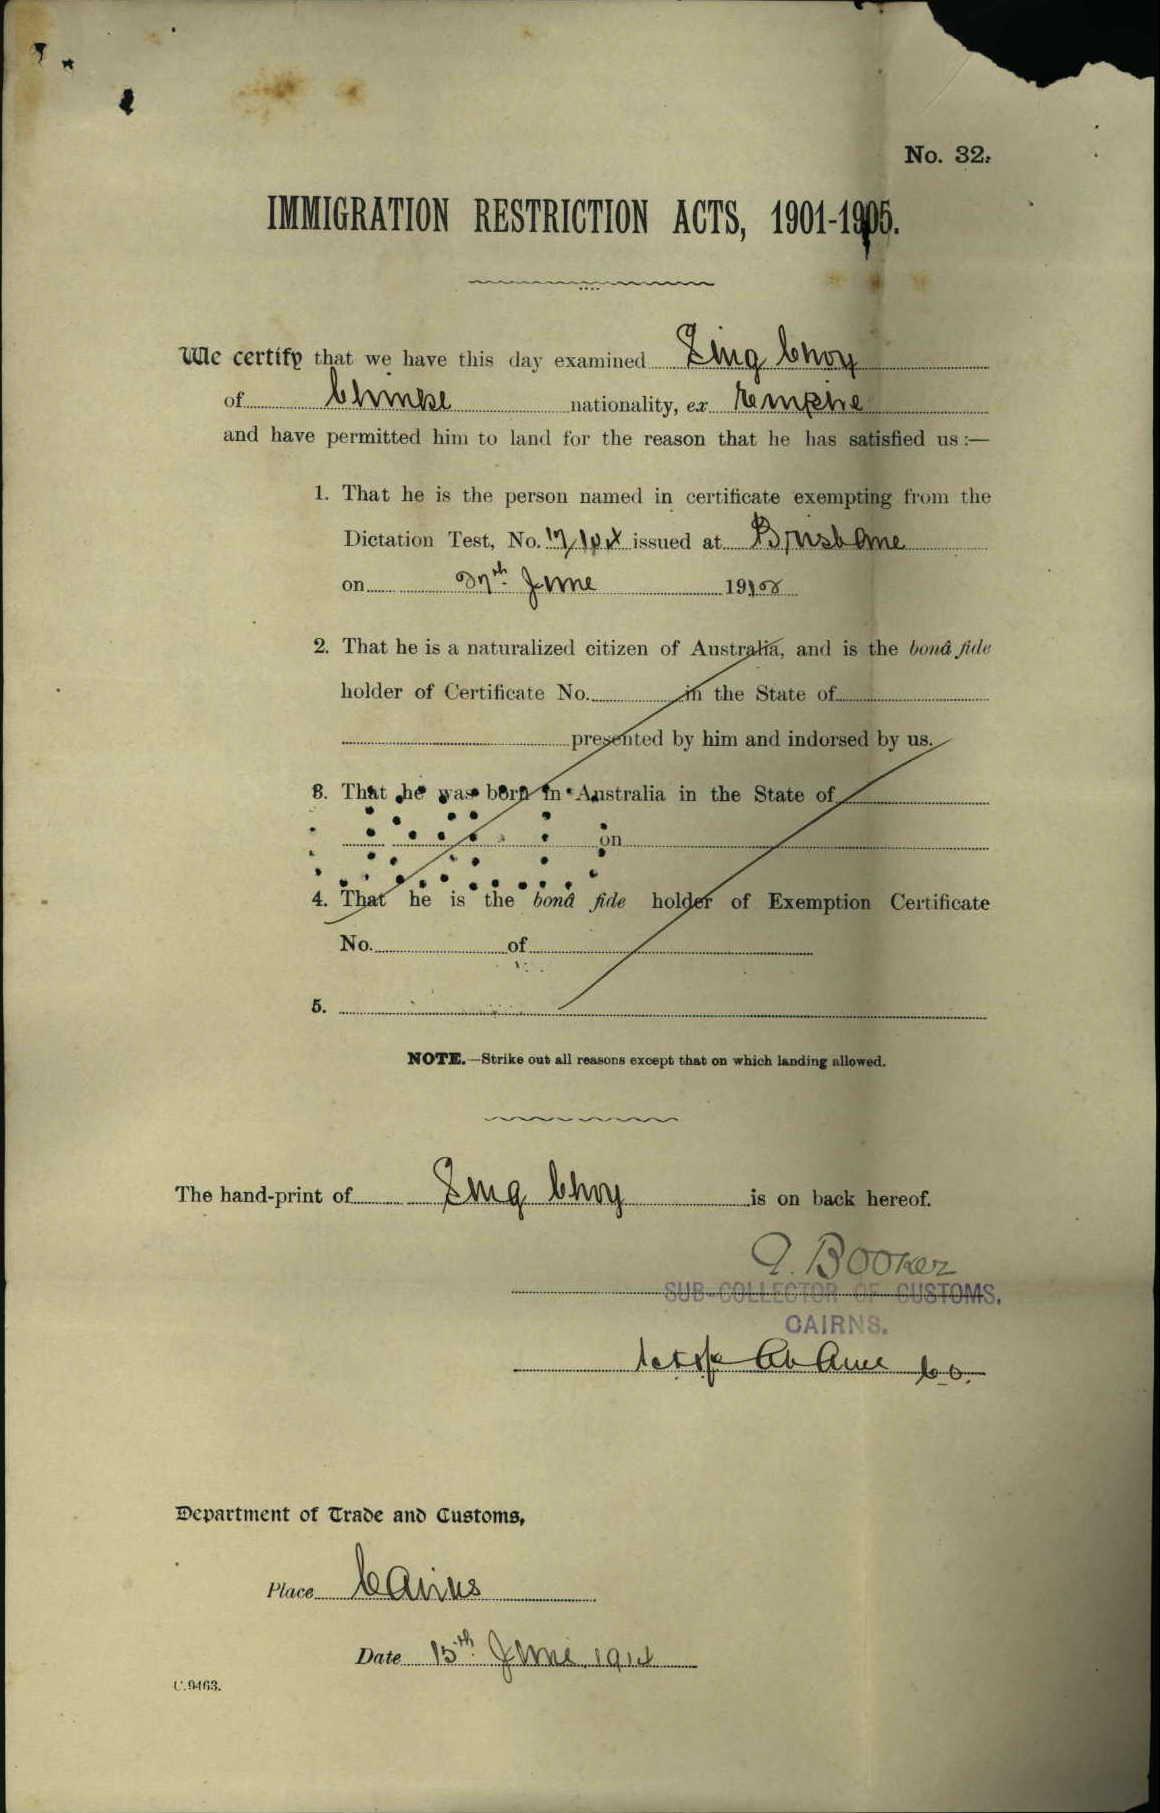 No. 32.
IMMIGRATION RESTRICTION ACTS, 1901-1905.
We certify that we have this day examined Zing Choy
of Chinese nationality, ex Empire
and have permitted him to land for the reason that he has satisfied us :—
1. That he is the person named in certificate exempting from the
Dictation Test, No. issued at Brisbane
on 27th June 1912
2. That he is a naturalized citizen of Australia, and is the bonâ fide
holder of Certificate No. in the State of
presented by him and indorsed by us.
3. That he was born in Australia in the State of
on
4. That he is the bonâ fide holder of Exemption Certificate
No. of
5.
NOTE.—Strike out all reasons except that on which landing allowed.
The hand-print of Zing Choy is on back hereof.
Booker
SUB-COLLECTOR OF CUSTOMS.
CAIRNS.
C.O.
Department of Trade and Customs,
Place Cairns
Date 15th June 1914
C.9463.